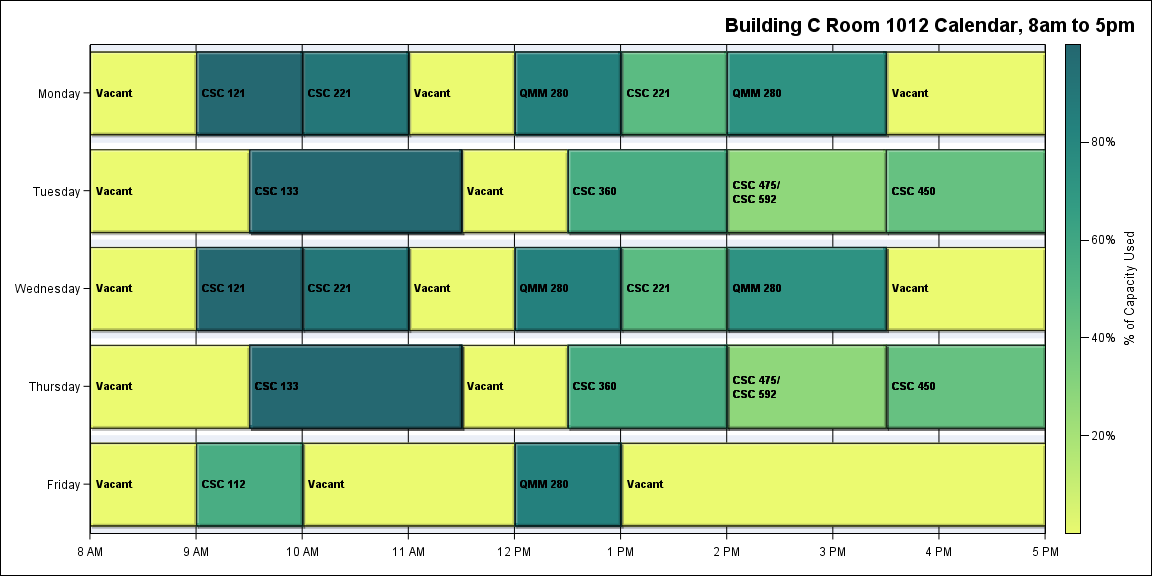 Building C Room 1012 Calendar, 8am to 5pm
Monday
Vacant
CSC 121
CSC 221
Vacant
QMM 280
CSC 221
QMM 280
Vacant
Tuesday
Vacant
CSC 133
Vacant
CSC 360
CSC 475/
CSC 592
CSC 450
Wednesday
Vacant
CSC 121
CSC 221
Vacant
QMM 280
CSC 221
QMM 280
Vacant
Thursday
Vacant
CSC 133
Vacant
CSC 360
CSC 475/
CSC 592
CSC 450
Friday
Vacant
CSC 112
Vacant
QMM 280
Vacant
8 AM
9 AM
10 AM
11 AM
12 PM
1 PM
2 PM
3 PM
4 PM
5 PM
80%
60%
40%
20%
% of Capacity Used